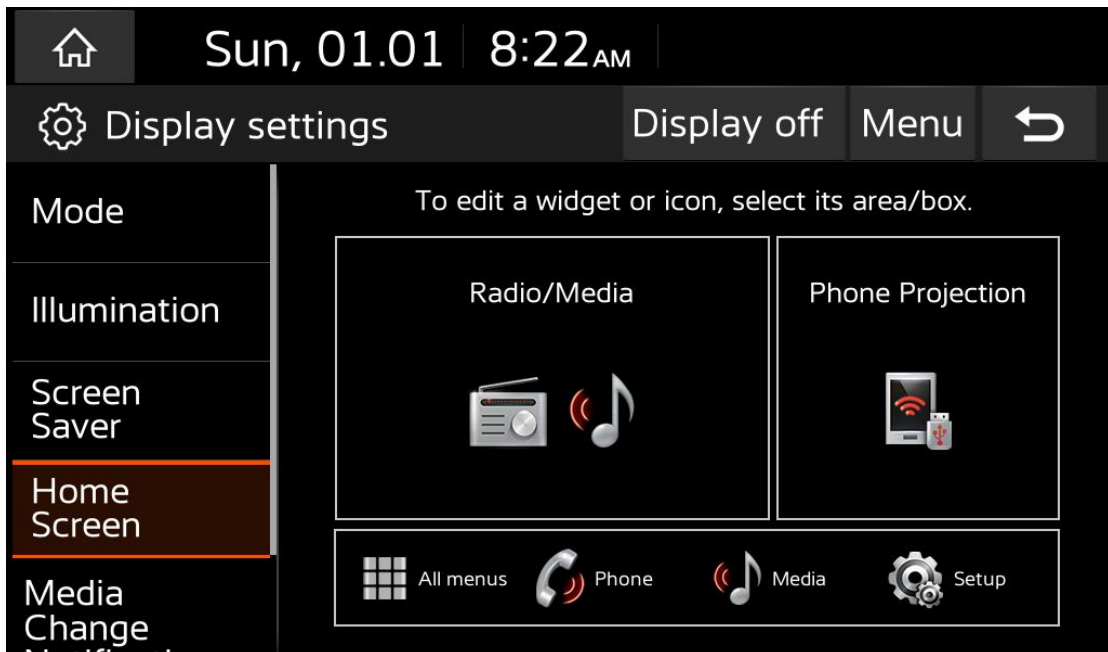 Sun, 01.01 8:22AM
Display settings Display off Menu
Mode
Illumination
Screen
Saver
Home
Screen
Media
Change
To edit a widget or icon, select its area/box.
Radio/Media Phone Projection
All menus Phone Media Setup